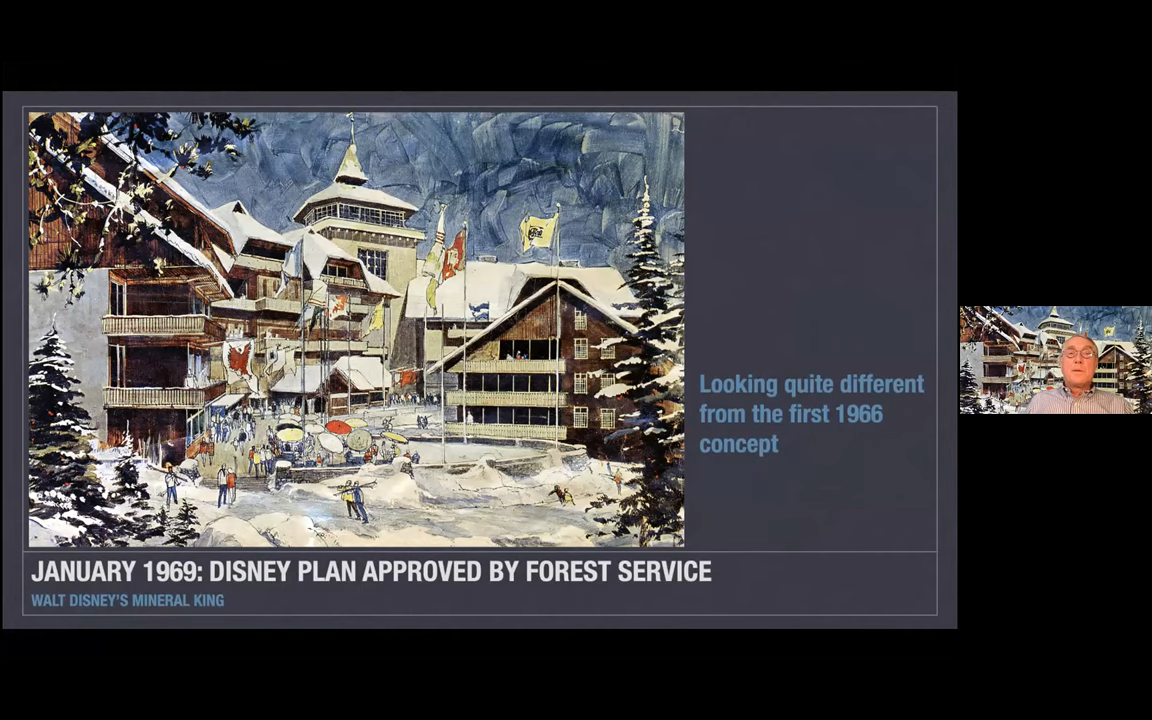 Looking quite different
from the first 1966
concept
JANUARY 1969: DISNEY PLAN APPROVED BY FOREST SERVICE
WALT DISNEY'S MINERAL KING